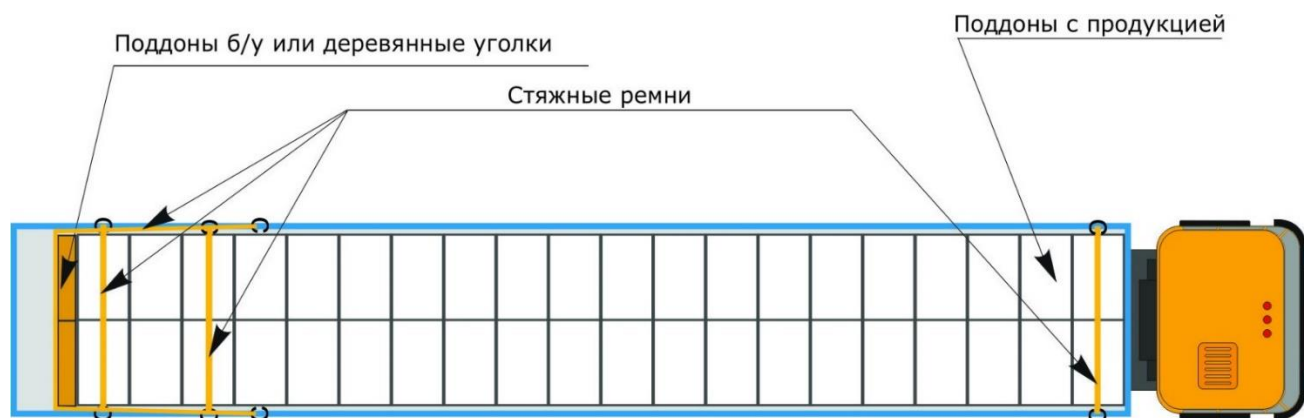 Поддоны с продукцией
Поддоны б/у или деревянные уголки
Стяжные ремни